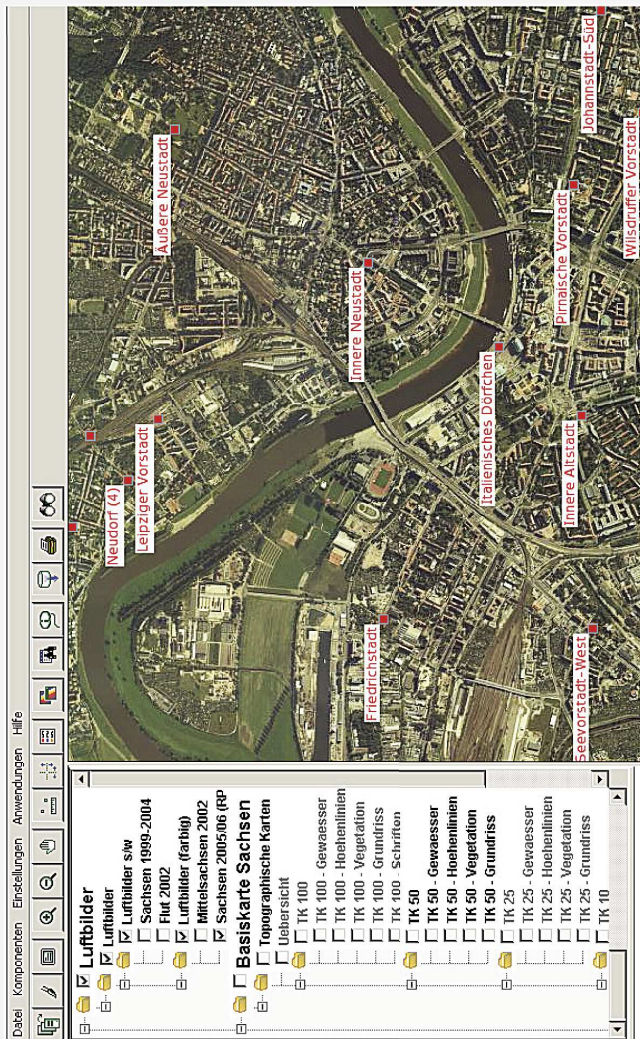 Datei Komponenten Einstellungen Anwendungen Hilfe
Luftbilder
Luftbilder
Luftbilder s/w
Sachsen 1999-2004
Flut 2002
Luftbilder (farbig)
Mittelsachsen 2002
Sachsen 2005/06 (RP
Basiskarte Sachsen
Topographische Karten
Uebersicht
TK 100
TK 100 - Gewaesser
TK 100 - Hoehenlinien
TK 100 - Vegetation
TK 100 - Grundriss
TK 100 - Schriften
TK 50
TK 50 - Gewaesser
TK 50 - Hoehenlinien
TK 50 - Vegetation
TK 50 - Grundriss
TK 25
TK 25 - Gewaesser
TK 25 - Hoehenlinien
TK 25 - Vegetation
TK 25 - Grundriss
TK 10
Neudorf (4)
Leipziger Vorstadt
Äußere Neustadt
Innere Neustadt
Friedrichstadt
Italienisches Dörfchen
Pirnaische Vorstadt
Johannstadt-Süd
Innere Altstadt
Seevorstadt-West
Wilsdruffer Vorstadt